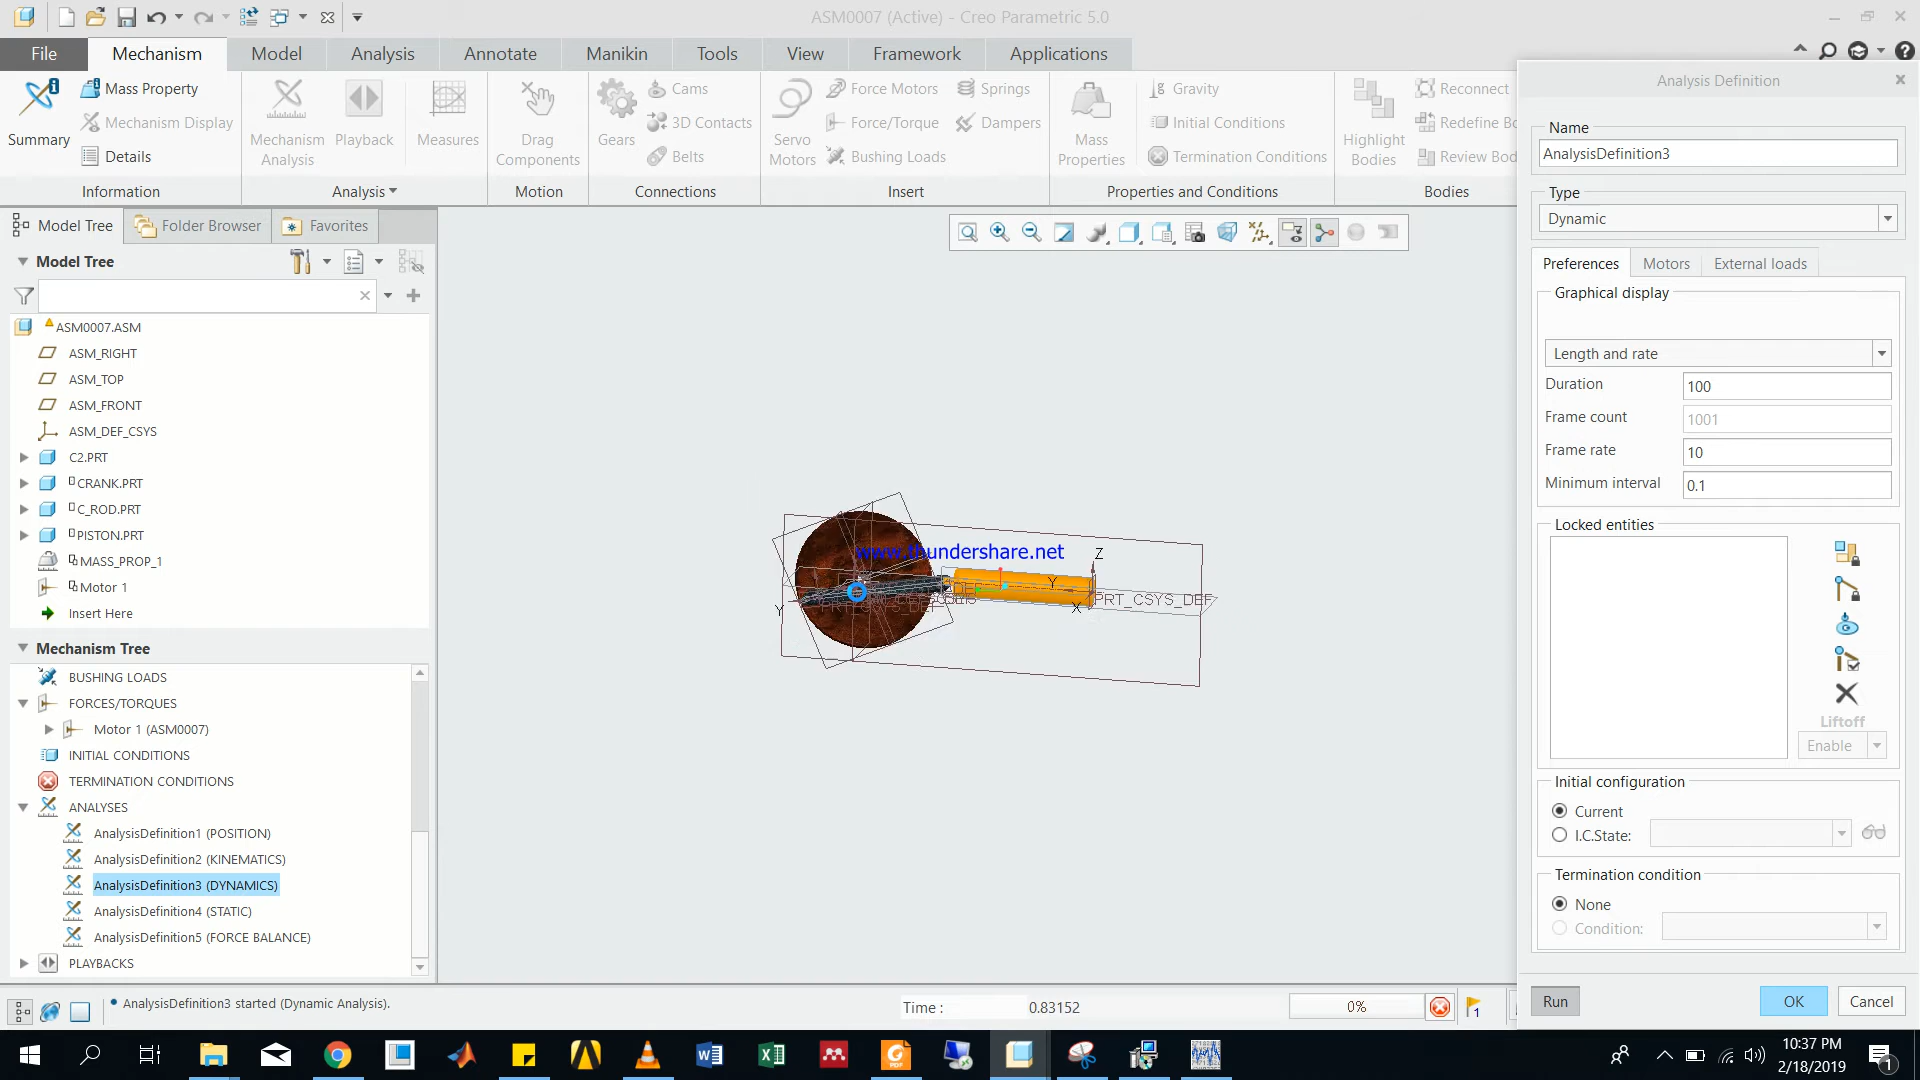 ASM0007 (Active) - Creo Parametric 5.0
File
Mechanism
Model
Analysis
Annotate
Manikin
Tools
View
Framework
Applications
Summary
Mass Property
Mechanism Display
Details
Information
Mechanism
Analysis
Playback
Measures
Analysis
Drag
Components
Motion
Gears
Cams
3D Contacts
Belts
Connections
Servo
Motors
Force Motors
Force/Torque
Bushing Loads
Springs
Dampers
Insert
Mass
Properties
Gravity
Initial Conditions
Termination Conditions
Properties and Conditions
Highlight
Bodies
Reconnect
Redefine Bo
Review Bod
Bodies
Model Tree
Folder Browser
Favorites
Model Tree
ASM0007.ASM
ASM_RIGHT
ASM_TOP
ASM_FRONT
ASM_DEF_CSYS
C2.PRT
CRANK.PRT
C_ROD.PRT
PISTON.PRT
MASS_PROP_1
Motor 1
Insert Here
Mechanism Tree
BUSHING LOADS
FORCES/TORQUES
Motor 1 (ASM0007)
INITIAL CONDITIONS
TERMINATION CONDITIONS
ANALYSES
AnalysisDefinition1 (POSITION)
AnalysisDefinition2 (KINEMATICS)
AnalysisDefinition3 (DYNAMICS)
AnalysisDefinition4 (STATIC)
AnalysisDefinition5 (FORCE BALANCE)
PLAYBACKS
www.thundershare.net
Z
Y
X
Y
PRT_CSYS_DEF
Analysis Definition
Name
AnalysisDefinition3
Type
Dynamic
Preferences
Motors
External loads
Graphical display
Length and rate
Duration
100
Frame count
1001
Frame rate
10
Minimum interval
0.1
Locked entities
Liftoff
Enable
Initial configuration
Current
I.C.State:
Termination condition
None
Condition:
Run
OK
Cancel
AnalysisDefinition3 started (Dynamic Analysis).
Time :
0.83152
0%
1
10:37 PM
2/18/2019
1